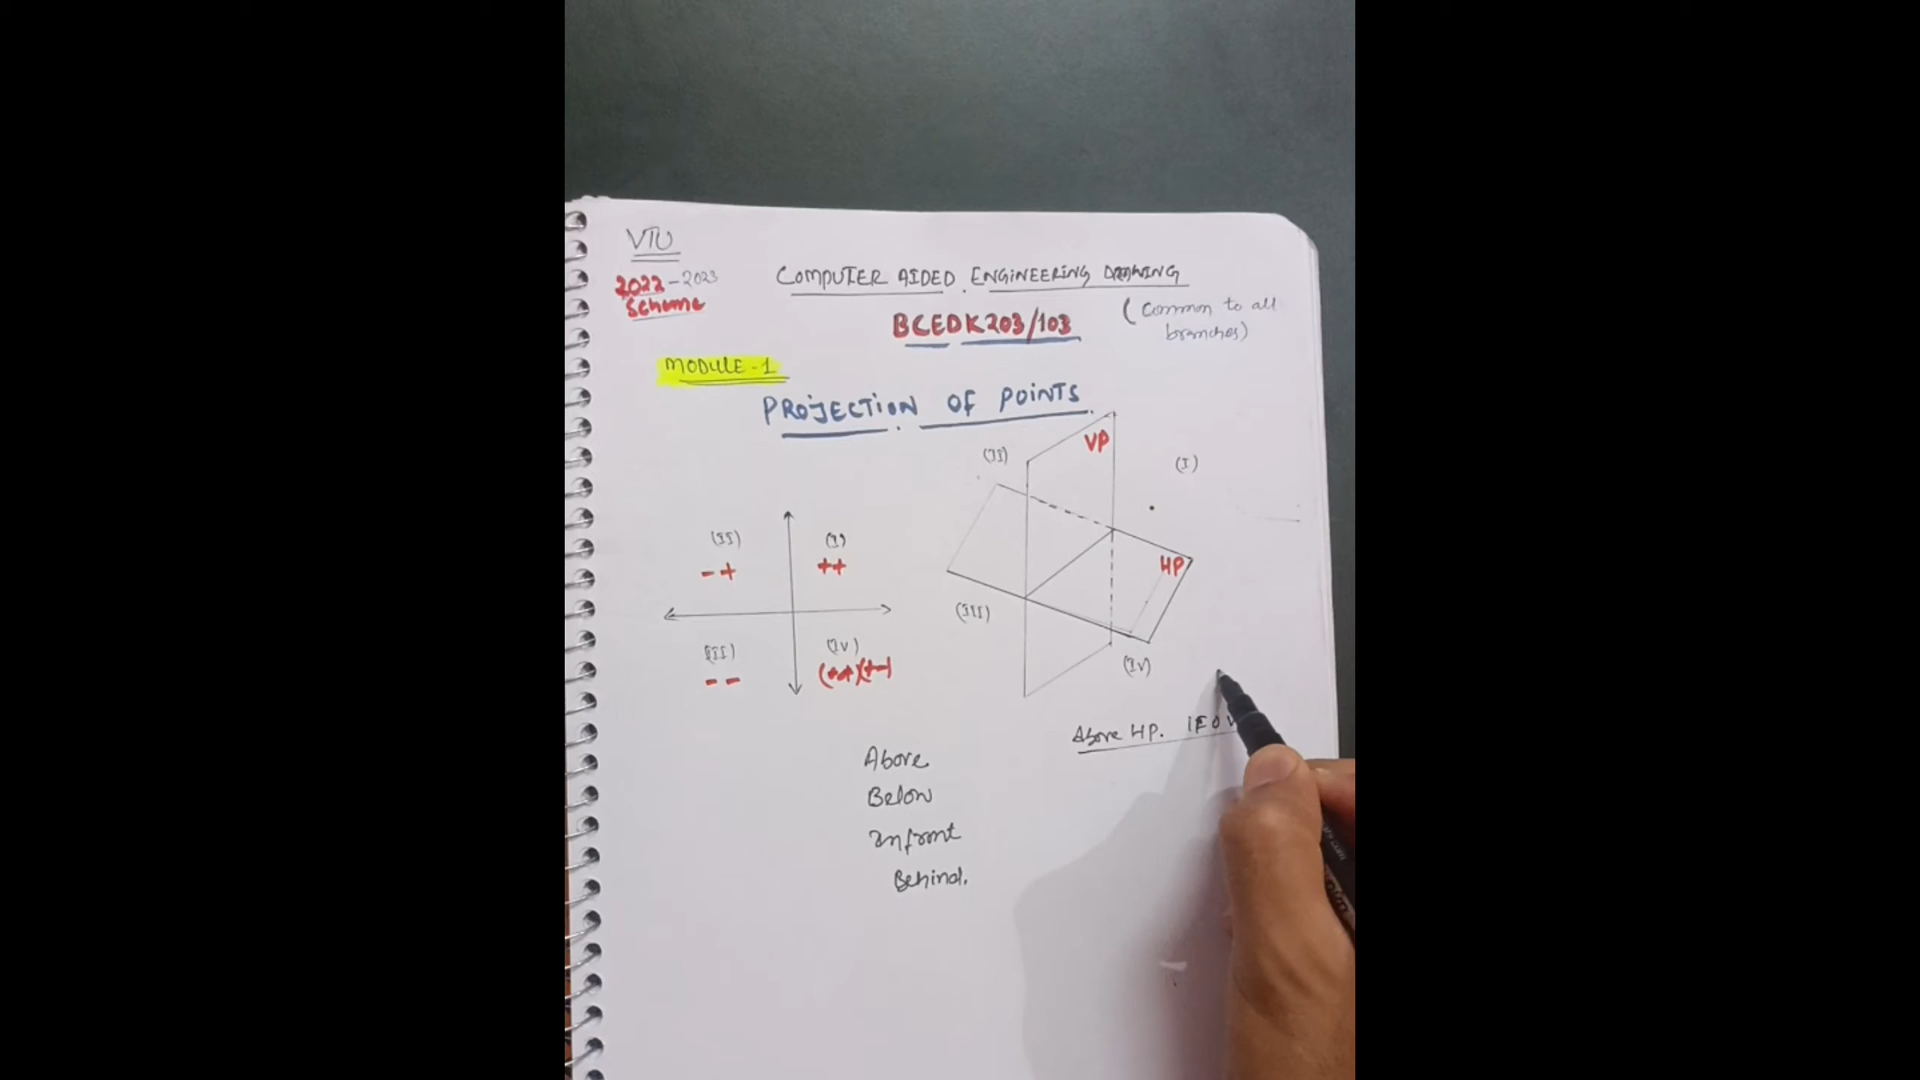 VTU
2022-2023
Scheme
COMPUTER AIDED ENGINEERING DRAWING
BCEDK203/103
(Common to all
branches)
MODULE-1
PROJECTION OF POINTS
VP
(II)
(I)
(II)
(I)
-+
++
HP
(III)
(III)
(IV)
(IV)
--
(+-)
Above HP.
Above
Below
Infront
Behind.